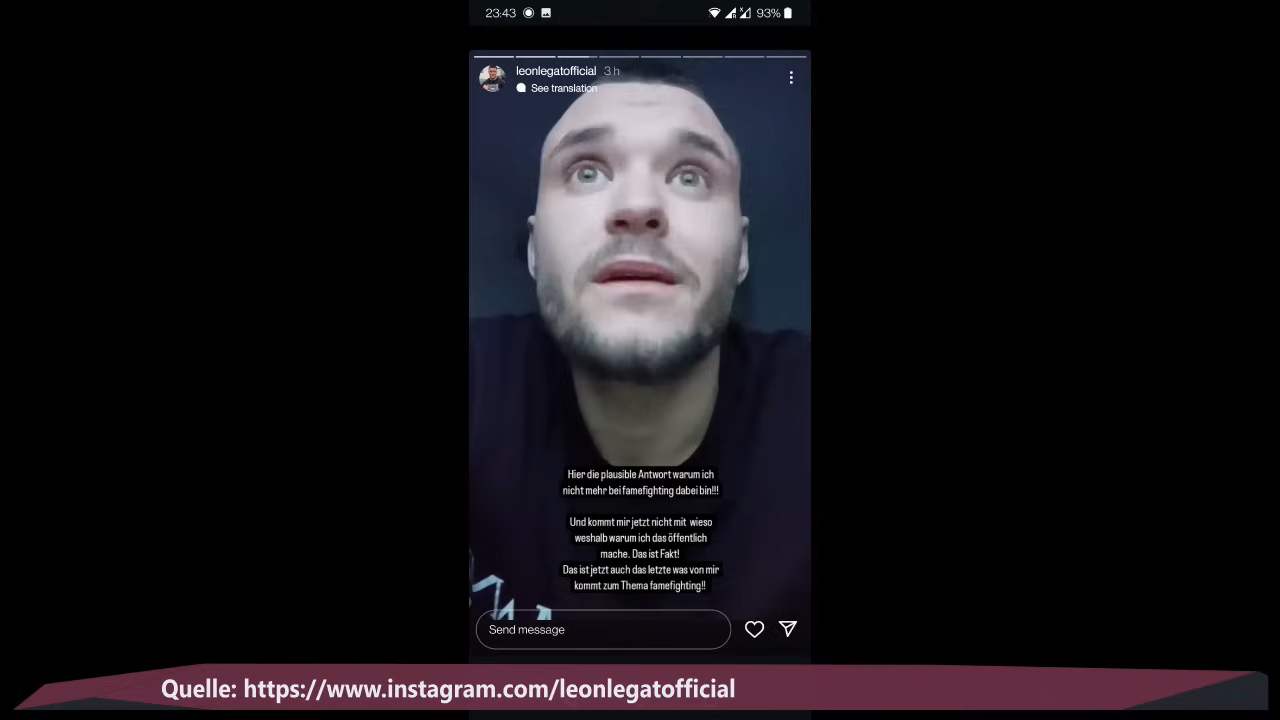 23:43 93%
leonlegatofficial 3 h
See translation
Hier die plausible Antwort warum ich
nicht mehr bei famefighting dabei bin!!!
Und kommt mir jetzt nicht mit wieso
weshalb warum ich das öffentlich
mache. Das ist Fakt!
Das ist jetzt auch das letzte was von mir
kommt zum Thema famefighting!!
Send message
Quelle: https://www.instagram.com/leonlegatofficial